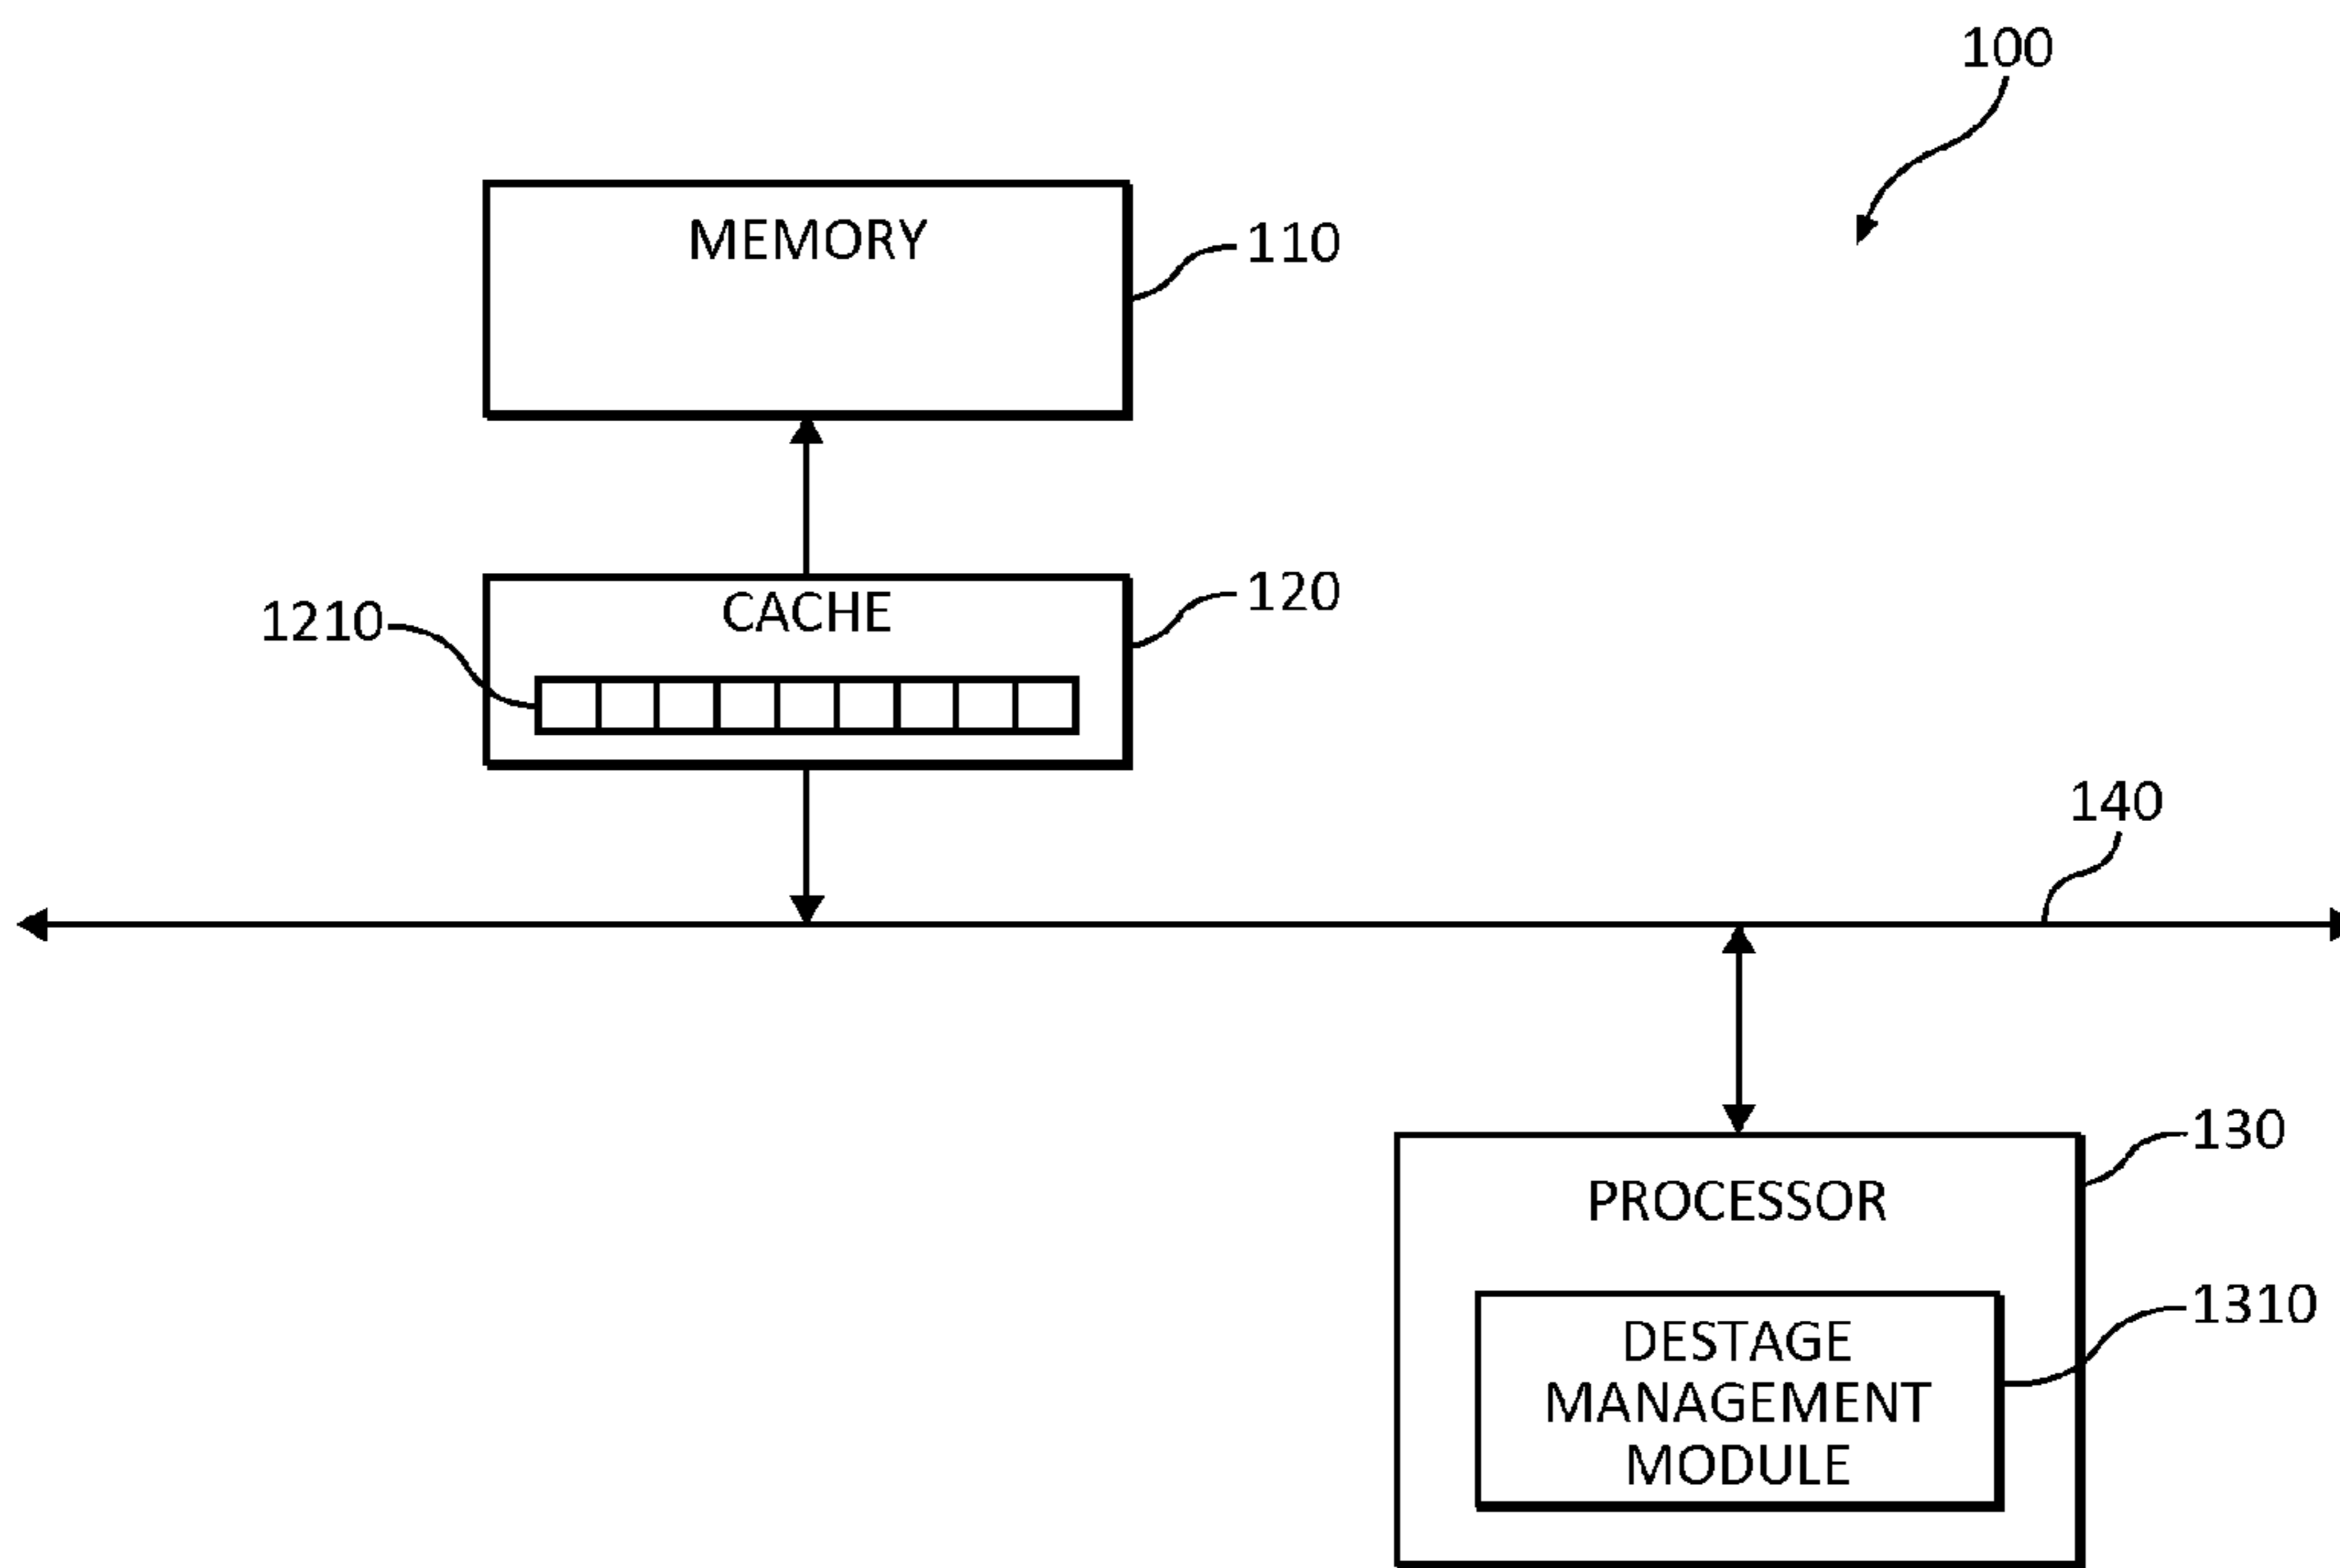 100
MEMORY
110
CACHE
120
1210
140
130
PROCESSOR
1310
DESTAGE
MANAGEMENT
MODULE